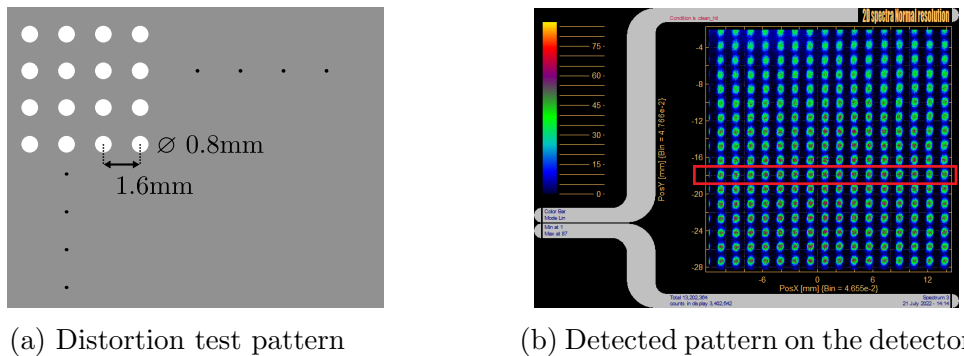 ∅ 0.8mm
1.6mm
(a) Distortion test pattern
Condition is clean_hit
2D spectra Normal resolution
75
60
45
30
15
0
PosY [mm] {Bin = 4.766e-2}
-4
-8
-12
-16
-20
-24
-28
-6
0
6
12
PosX [mm] {Bin = 4.655e-2}
Color Bar
Mode Lin
Min at 1
Max at 87
Total 13,202,364
counts in display 3,402,642
Spectrum 3
21 July 2022 - 14:14
(b) Detected pattern on the detector